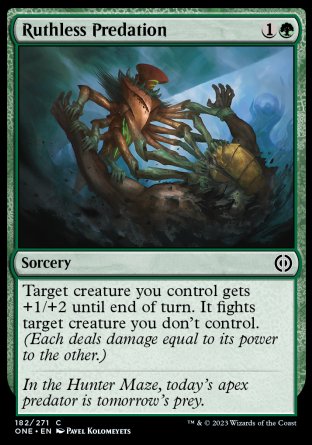 Ruthless Predation 1
Sorcery
Target creature you control gets
+1/+2 until end of turn. It fights
target creature you don't control.
(Each deals damage equal to its power
to the other.)
In the Hunter Maze, today's apex
predator is tomorrow's prey.
182/271 C
ONE • EN Pavel Kolomeyets
™ & © 2023 Wizards of the Coast